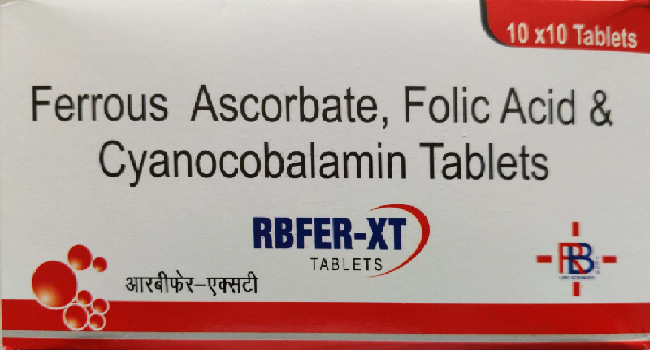 10 x10 Tablets
Ferrous Ascorbate, Folic Acid &
Cyanocobalamin Tablets
RBFER-XT
TABLETS
आरबीफेर-एक्सटी
RB